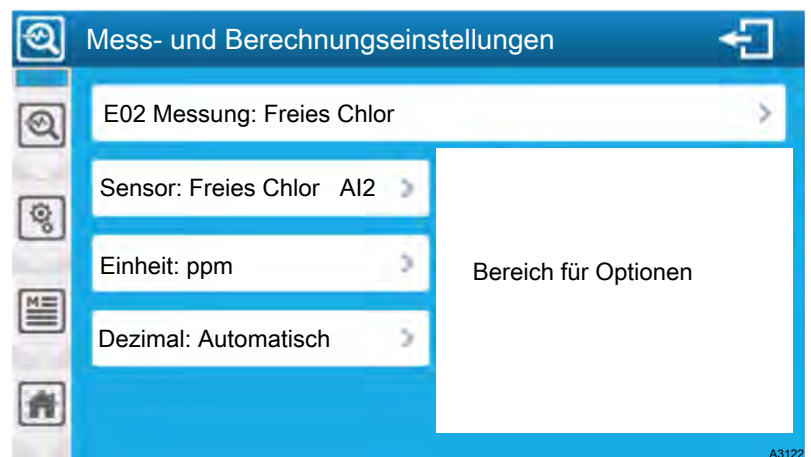 Mess- und Berechnungseinstellungen
E02 Messung: Freies Chlor
Sensor: Freies Chlor AI2
Einheit: ppm
Bereich für Optionen
Dezimal: Automatisch
M
A3122